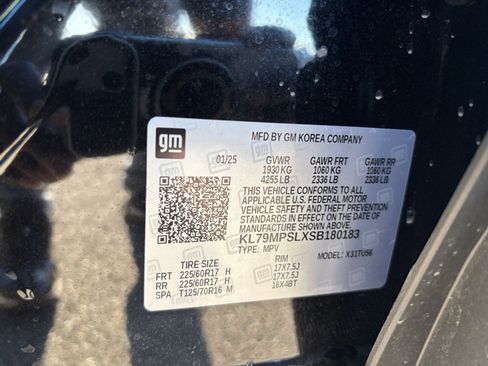 gm
MFD BY GM KOREA COMPANY
01/25 GVWR GAWR FRT GAWR RR
1930 KG 1060 KG 1060 KG
4255 LB 2336 LB 2336 LB
THIS VEHICLE CONFORMS TO ALL
APPLICABLE U.S. FEDERAL MOTOR
VEHICLE SAFETY AND THEFT PREVENTION
STANDARDS IN EFFECT ON THE DATE OF
MANUFACTURE SHOWN ABOVE.
KL79MPSLXSB180183
TYPE: MPV MODEL: X31TU56
TIRE SIZE RIM
FRT 225/60R17 H 17X7.5J
RR 225/60R17 H 17X7.5J
SPA T125/70R16 M 16X4BT